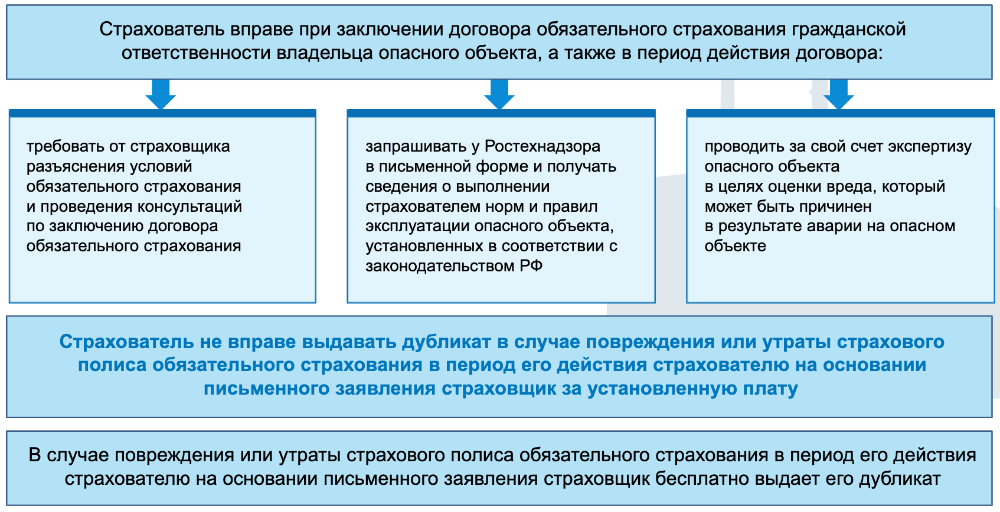 Страхователь вправе при заключении договора обязательного страхования гражданской
ответственности владельца опасного объекта, а также в период действия договора:
требовать от страховщика
разъяснения условий
обязательного страхования
и проведения консультаций
по заключению договора
обязательного страхования
запрашивать у Ростехнадзора
в письменной форме и получать
сведения о выполнении
страхователем норм и правил
эксплуатации опасного объекта,
установленных в соответствии с
законодательством РФ
проводить за свой счет экспертизу
опасного объекта
в целях оценки вреда, который
может быть причинен
в результате аварии на опасном
объекте
Страхователь не вправе выдавать дубликат в случае повреждения или утраты страхового
полиса обязательного страхования в период его действия страхователю на основании
письменного заявления страховщик за установленную плату
В случае повреждения или утраты страхового полиса обязательного страхования в период его действия
страхователю на основании письменного заявления страховщик бесплатно выдает его дубликат